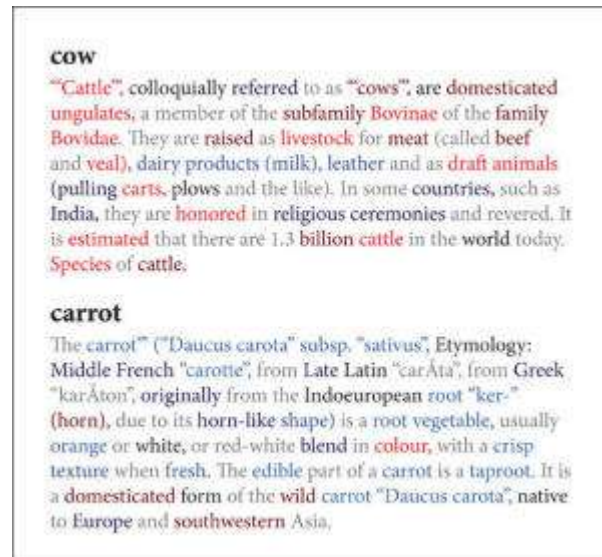 cow
"'Cattle'", colloquially referred to as "'cows'", are domesticated
ungulates, a member of the subfamily Bovinae of the family
Bovidae. They are raised as livestock for meat (called beef
and veal), dairy products (milk), leather and as draft animals
(pulling carts, plows and the like). In some countries, such as
India, they are honored in religious ceremonies and revered. It
is estimated that there are 1.3 billion cattle in the world today.
Species of cattle.
carrot
The carrot'" ("Daucus carota" subsp. "sativus", Etymology:
Middle French "carotte", from Late Latin "carÅta", from Greek
"karÅton", originally from the Indoeuropean root "ker-"
(horn), due to its horn-like shape) is a root vegetable, usually
orange or white, or red-white blend in colour, with a crisp
texture when fresh. The edible part of a carrot is a taproot. It is
a domesticated form of the wild carrot "Daucus carota", native
to Europe and southwestern Asia.